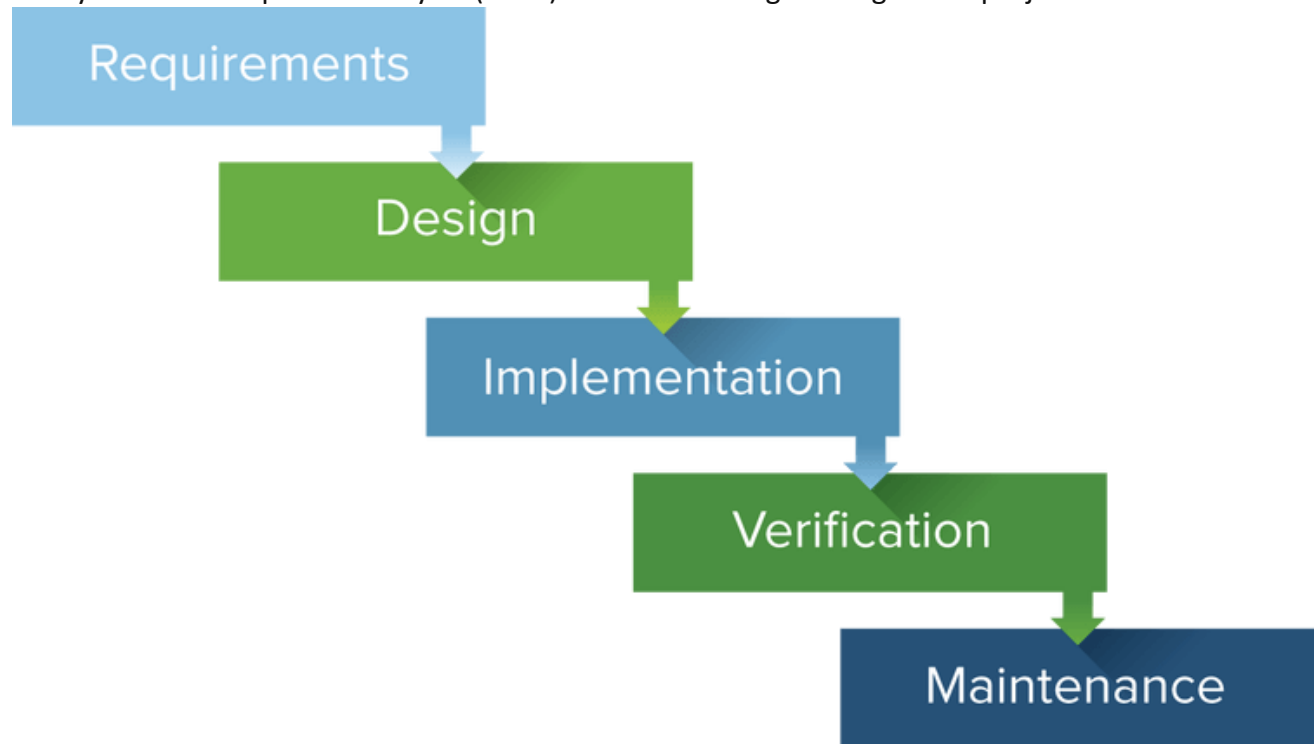 Requirements
Design
Implementation
Verification
Maintenance